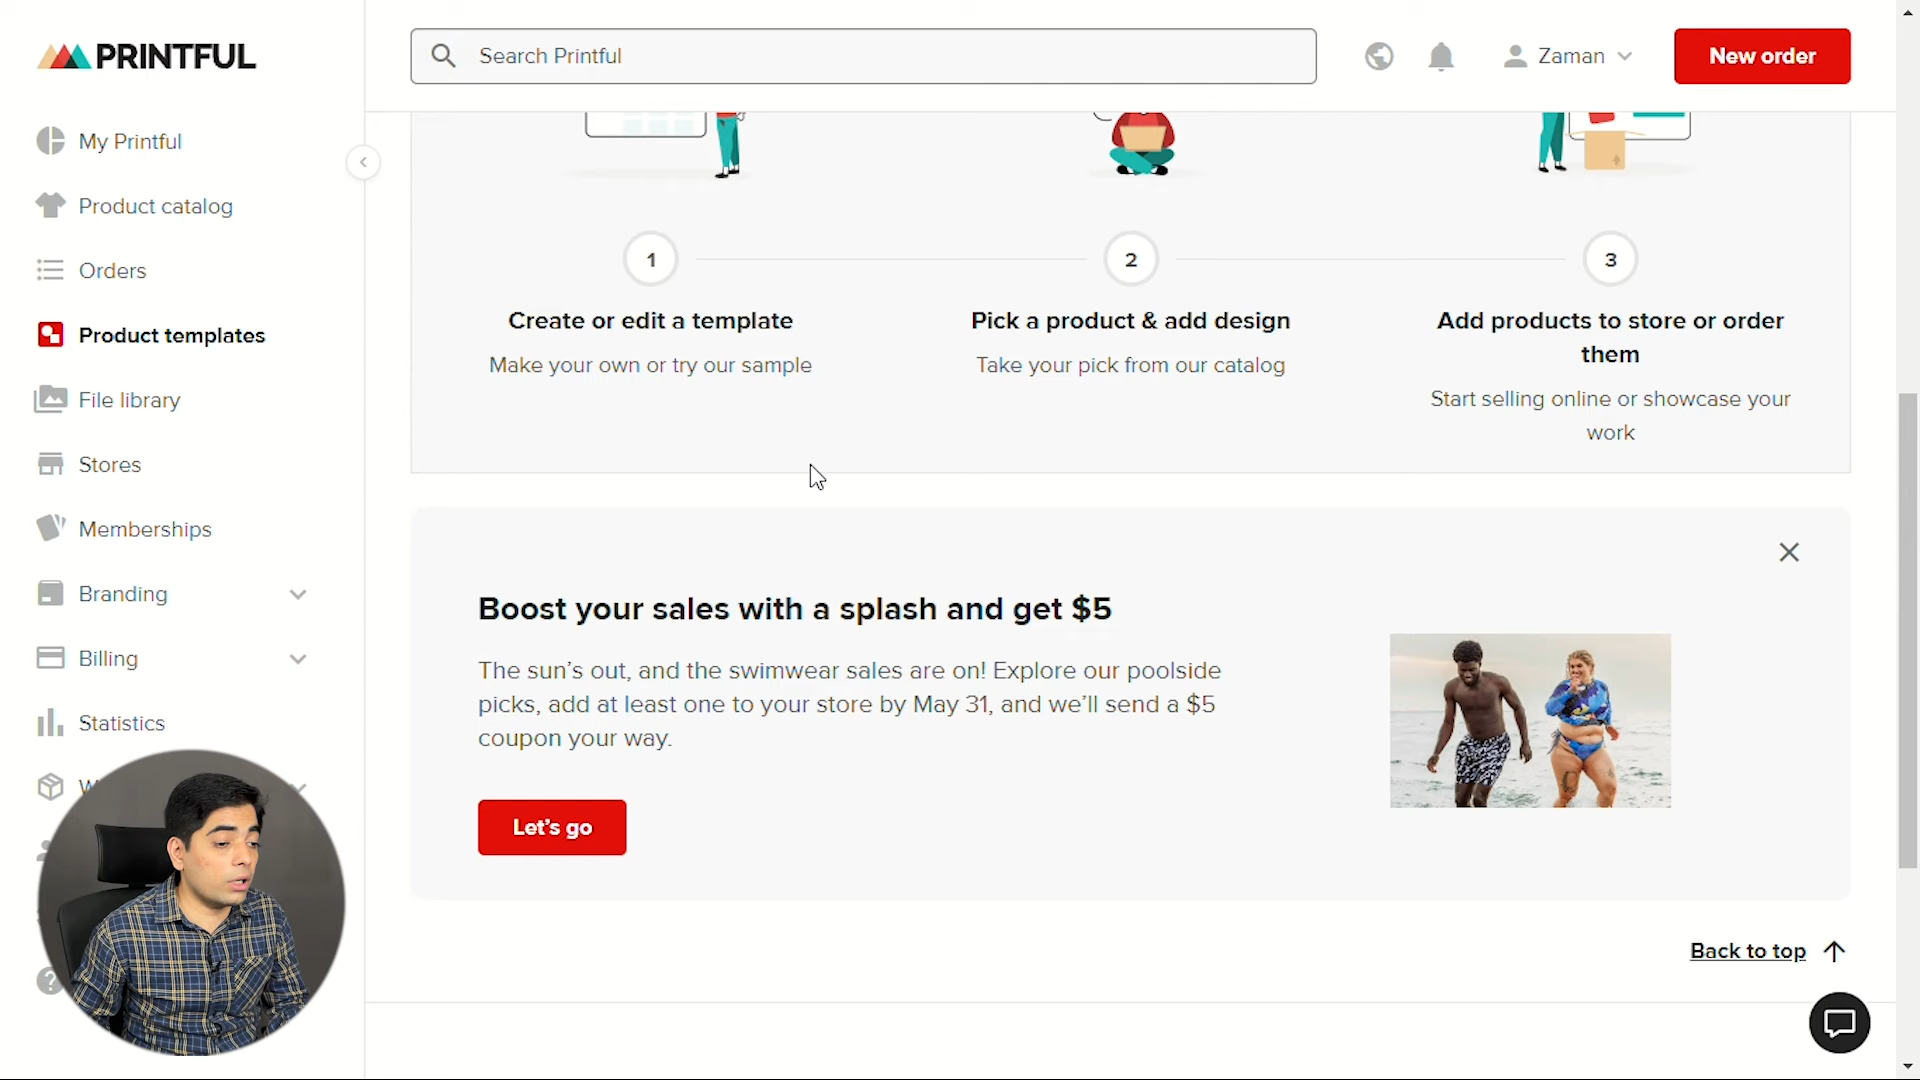 PRINTFUL
Search Printful
Zaman
New order
My Printful
Product catalog
Orders
Product templates
File library
Stores
Memberships
Branding
Billing
Statistics
W
1
2
3
Create or edit a template
Make your own or try our sample
Pick a product & add design
Take your pick from our catalog
Add products to store or order
them
Start selling online or showcase your
work
Boost your sales with a splash and get $5
The sun's out, and the swimwear sales are on! Explore our poolside
picks, add at least one to your store by May 31, and we'll send a $5
coupon your way.
Let's go
Back to top